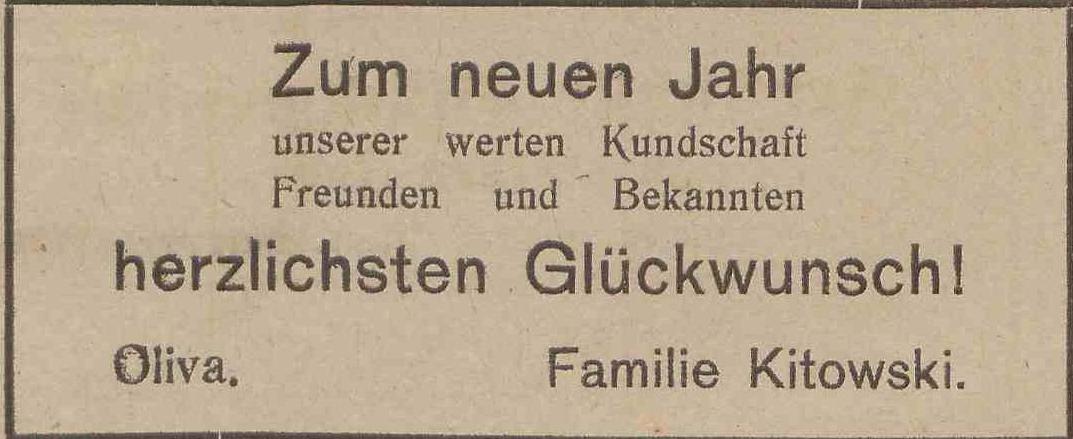 Zum neuen Jahr
unserer werten Kundschaft
Freunden und Bekannten
herzlichsten Glückwunsch!
Oliva. Familie Kitowski.